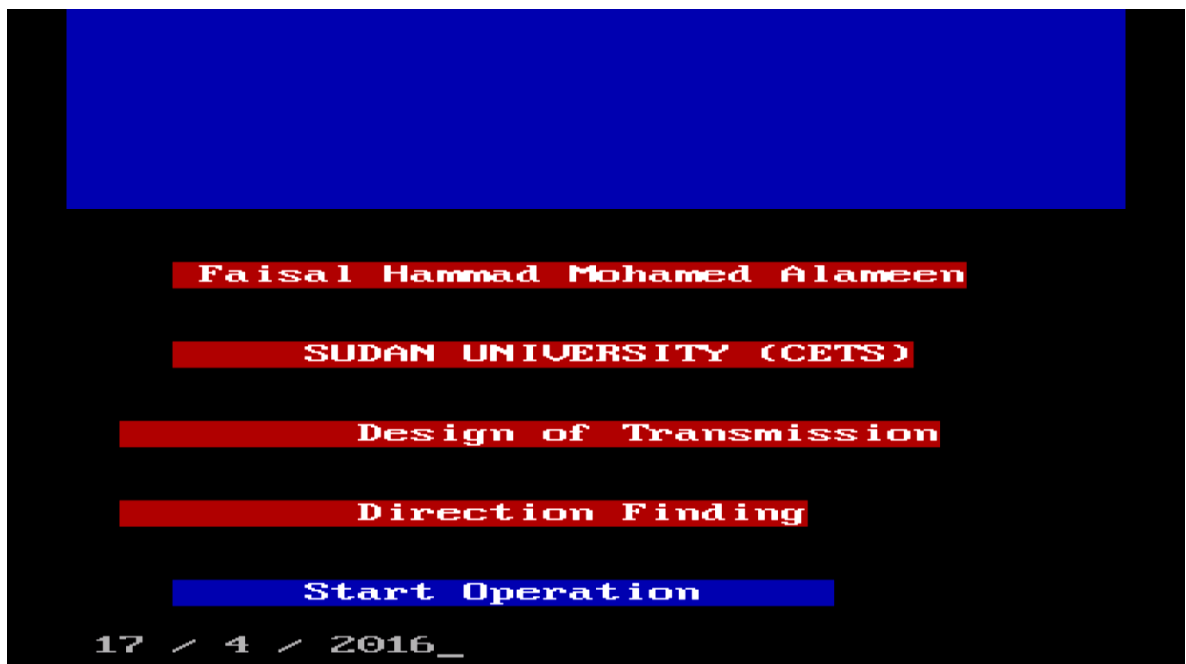 Faisal Hammad Mohamed Alameen
SUDAN UNIVERSITY (CETS)
Design of Transmission
Direction Finding
Start Operation
17 / 4 / 2016_